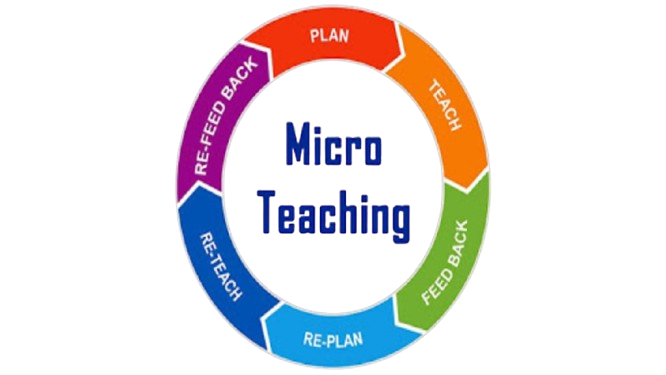 PLAN
TEACH
FEED BACK
RE-PLAN
RE-TEACH
RE-FEED BACK
Micro
Teaching